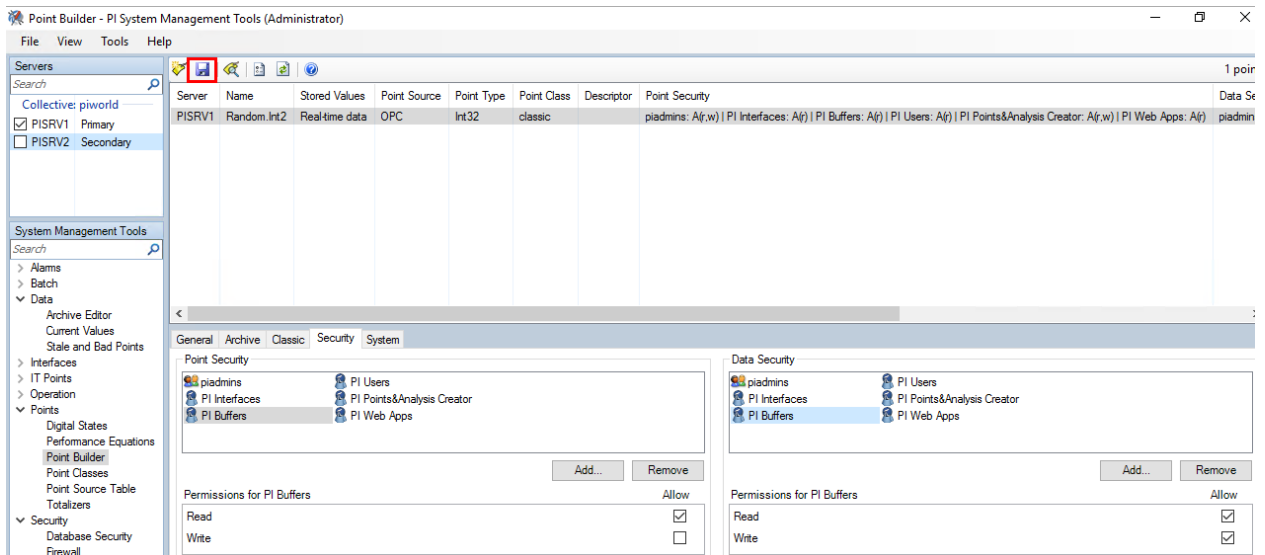 Point Builder - PI System Management Tools (Administrator)
File View Tools Help
Servers
Search
Collective: piworld
PISRV1 Primary
PISRV2 Secondary
System Management Tools
Search
Alarms
Batch
Data
Archive Editor
Current Values
Stale and Bad Points
Interfaces
IT Points
Operation
Points
Digital States
Performance Equations
Point Builder
Point Classes
Point Source Table
Totalizers
Security
Database Security
Firewall
1 poin
Server Name Stored Values Point Source Point Type Point Class Descriptor Point Security Data Se
PISRV1 Random.Int2 Real-time data OPC Int32 classic piadmins: A(r,w) | PI Interfaces: A(r) | PI Buffers: A(r) | PI Users: A(r) | PI Points&Analysis Creator: A(r,w) | PI Web Apps: A(r) piadmin
General Archive Classic Security System
Point Security
piadmins PI Users
PI Interfaces PI Points&Analysis Creator
PI Buffers PI Web Apps
Add... Remove
Permissions for PI Buffers Allow
Read
Write
Data Security
piadmins PI Users
PI Interfaces PI Points&Analysis Creator
PI Buffers PI Web Apps
Add... Remove
Permissions for PI Buffers Allow
Read
Write